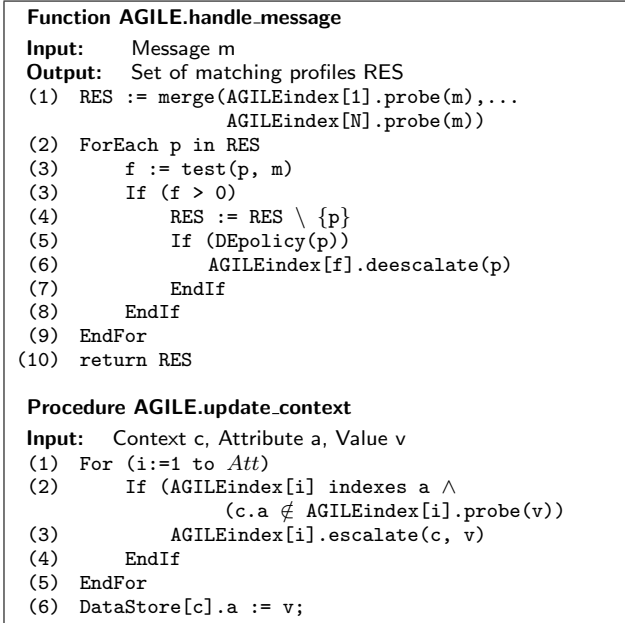 Function AGILE.handle_message
Input: Message m
Output: Set of matching profiles RES
(1) RES := merge(AGILEindex[1].probe(m),...
AGILEindex[N].probe(m))
(2) ForEach p in RES
(3) f := test(p, m)
(3) If (f > 0)
(4) RES := RES \ {p}
(5) If (DEpolicy(p))
(6) AGILEindex[f].deescalate(p)
(7) EndIf
(8) EndIf
(9) EndFor
(10) return RES
Procedure AGILE.update_context
Input: Context c, Attribute a, Value v
(1) For (i:=1 to Att)
(2) If (AGILEindex[i] indexes a ∧
(c.a ∉ AGILEindex[i].probe(v))
(3) AGILEindex[i].escalate(c, v)
(4) EndIf
(5) EndFor
(6) DataStore[c].a := v;